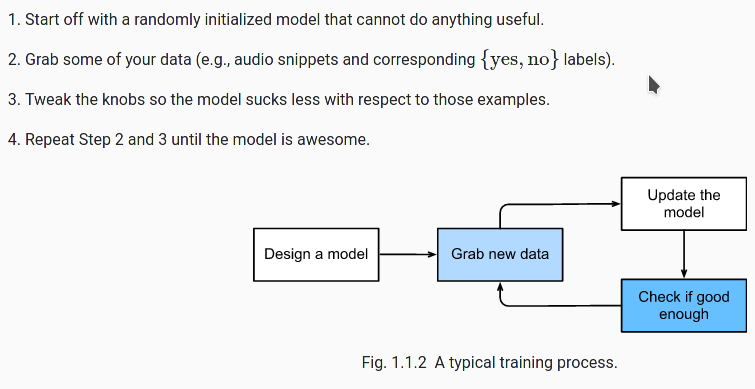 1. Start off with a randomly initialized model that cannot do anything useful.
2. Grab some of your data (e.g., audio snippets and corresponding {yes, no} labels).
3. Tweak the knobs so the model sucks less with respect to those examples.
4. Repeat Step 2 and 3 until the model is awesome.
Update the
model
Design a model
Grab new data
Check if good
enough
Fig. 1.1.2 A typical training process.